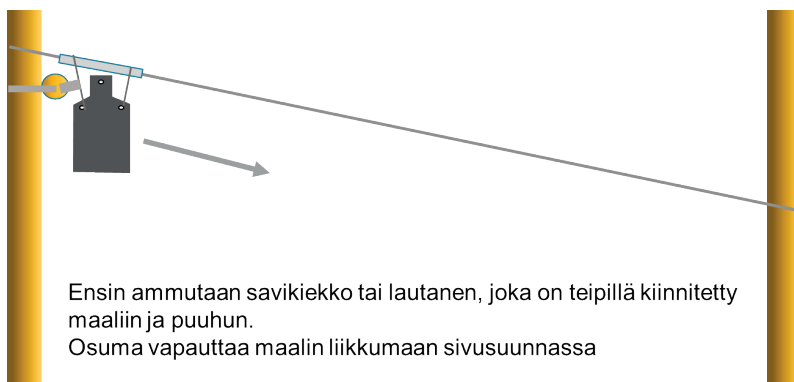 Ensin ammutaan savikiekko tai lautanen, joka on teipillä kiinnitetty
maaliin ja puuhun.
Osuma vapauttaa maalin liikkumaan sivusuunnassa